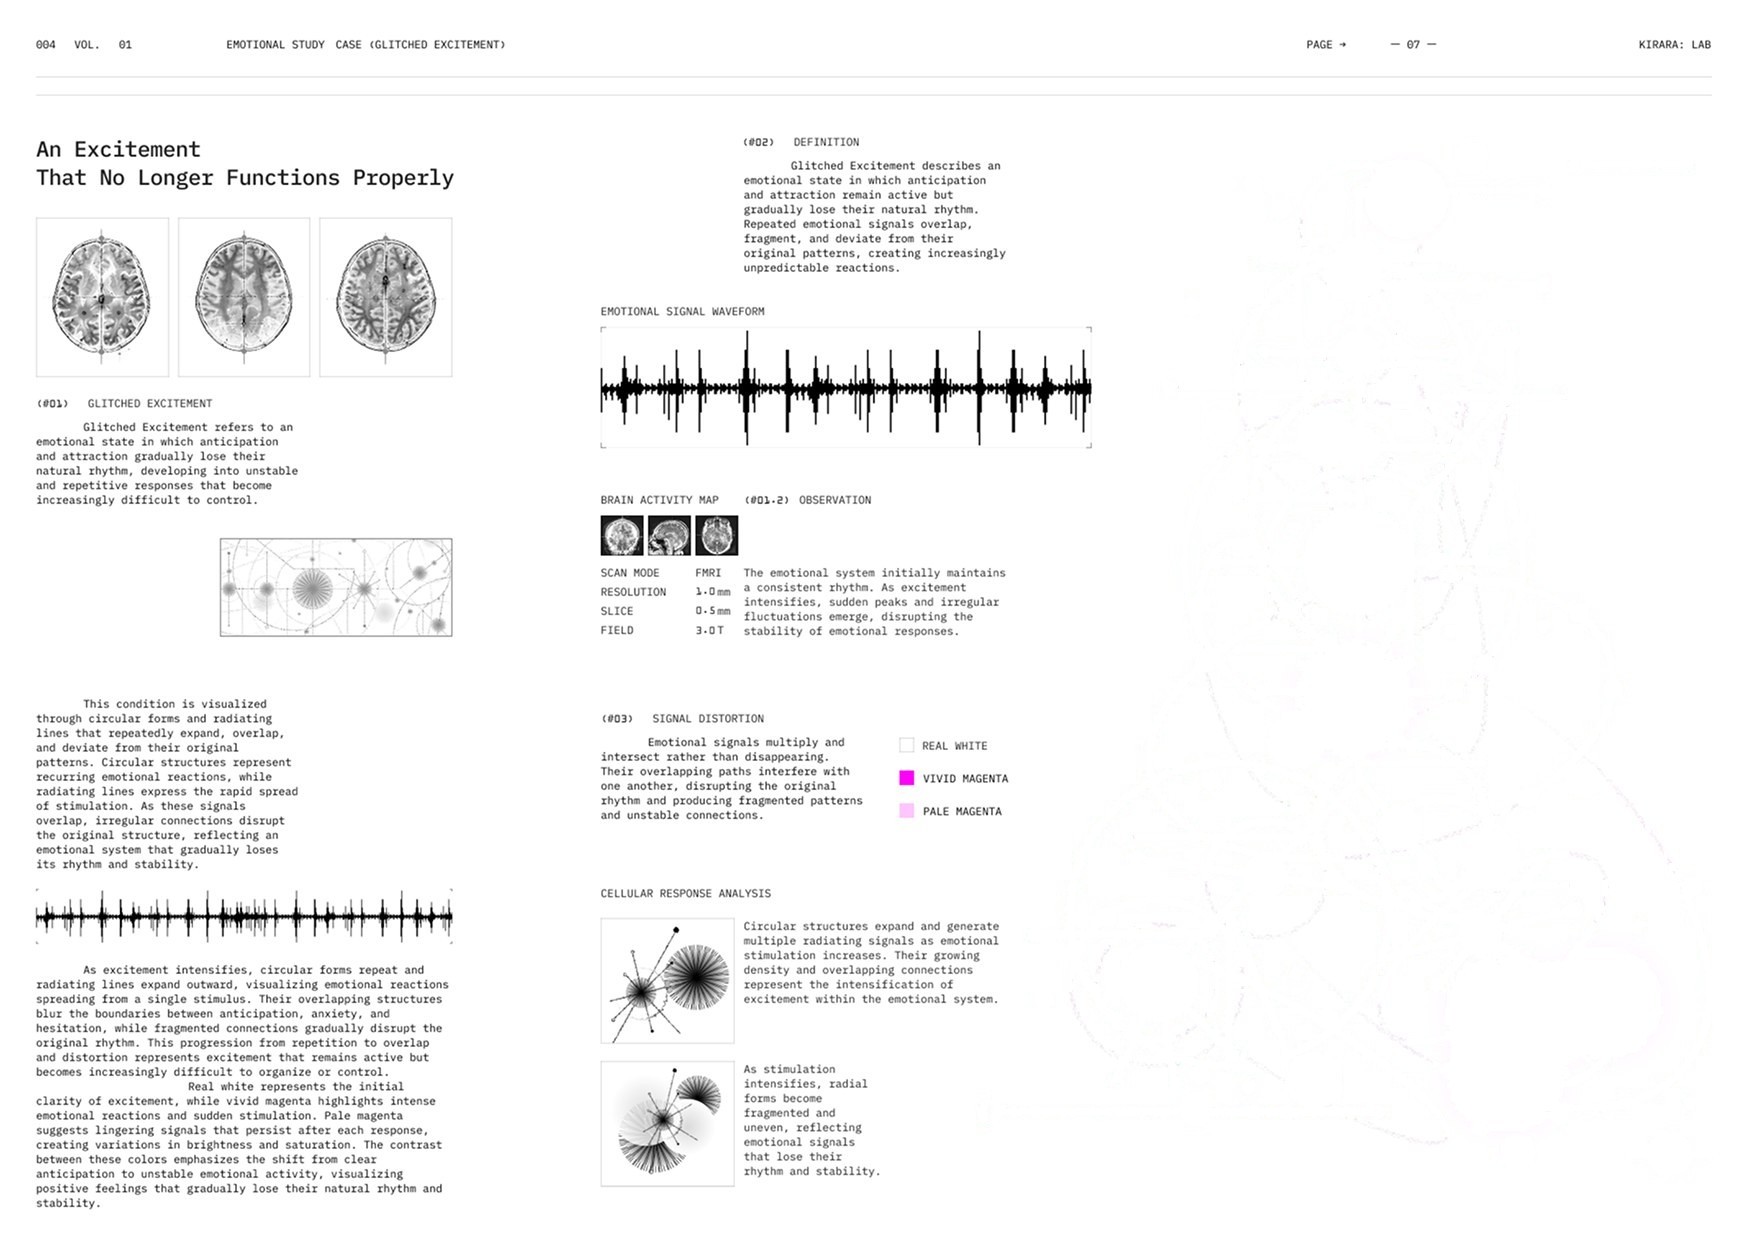 004 VOL. 01 EMOTIONAL STUDY CASE (GLITCHED EXCITEMENT) PAGE → — 07 — KIRARA: LAB
An Excitement
That No Longer Functions Properly
(#01) GLITCHED EXCITEMENT
Glitched Excitement refers to an
emotional state in which anticipation
and attraction gradually lose their
natural rhythm, developing into unstable
and repetitive responses that become
increasingly difficult to control.
This condition is visualized
through circular forms and radiating
lines that repeatedly expand, overlap,
and deviate from their original
patterns. Circular structures represent
recurring emotional reactions, while
radiating lines express the rapid spread
of stimulation. As these signals
overlap, irregular connections disrupt
the original structure, reflecting an
emotional system that gradually loses
its rhythm and stability.
As excitement intensifies, circular forms repeat and
radiating lines expand outward, visualizing emotional reactions
spreading from a single stimulus. Their overlapping structures
blur the boundaries between anticipation, anxiety, and
hesitation, while fragmented connections gradually disrupt the
original rhythm. This progression from repetition to overlap
and distortion represents excitement that remains active but
becomes increasingly difficult to organize or control.
Real white represents the initial
clarity of excitement, while vivid magenta highlights intense
emotional reactions and sudden stimulation. Pale magenta
suggests lingering signals that persist after each response,
creating variations in brightness and saturation. The contrast
between these colors emphasizes the shift from clear
anticipation to unstable emotional activity, visualizing
positive feelings that gradually lose their natural rhythm and
stability.
(#02) DEFINITION
Glitched Excitement describes an
emotional state in which anticipation
and attraction remain active but
gradually lose their natural rhythm.
Repeated emotional signals overlap,
fragment, and deviate from their
original patterns, creating increasingly
unpredictable reactions.
EMOTIONAL SIGNAL WAVEFORM
BRAIN ACTIVITY MAP (#01.2) OBSERVATION
SCAN MODE FMRI
RESOLUTION 1.0mm
SLICE 0.5mm
FIELD 3.0T
The emotional system initially maintains
a consistent rhythm. As excitement
intensifies, sudden peaks and irregular
fluctuations emerge, disrupting the
stability of emotional responses.
(#03) SIGNAL DISTORTION
Emotional signals multiply and
intersect rather than disappearing.
Their overlapping paths interfere with
one another, disrupting the original
rhythm and producing fragmented patterns
and unstable connections.
REAL WHITE
VIVID MAGENTA
PALE MAGENTA
CELLULAR RESPONSE ANALYSIS
Circular structures expand and generate
multiple radiating signals as emotional
stimulation increases. Their growing
density and overlapping connections
represent the intensification of
excitement within the emotional system.
As stimulation
intensifies, radial
forms become
fragmented and
uneven, reflecting
emotional signals
that lose their
rhythm and stability.